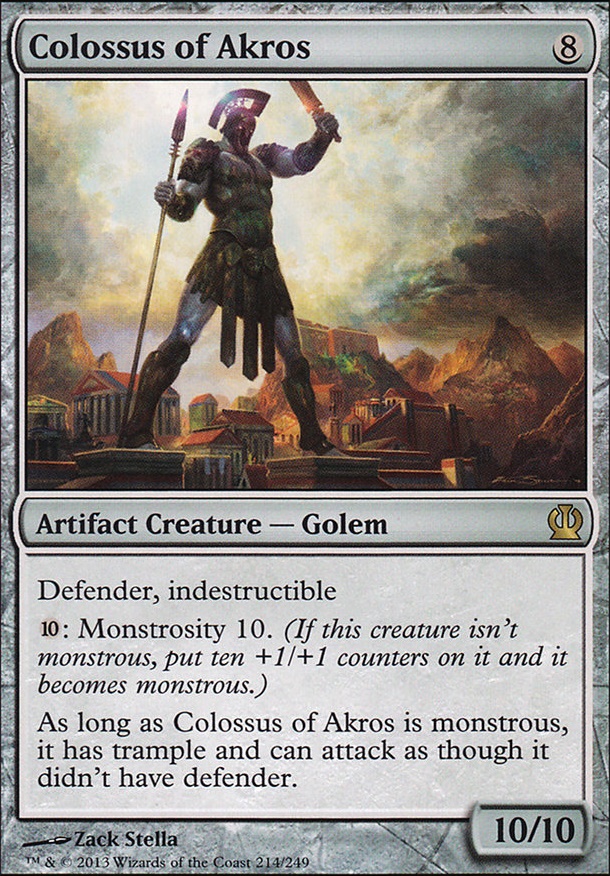 Colossus of Akros
8
Artifact Creature — Golem
Defender, indestructible
10: Monstrosity 10. (If this creature isn't
monstrous, put ten +1/+1 counters on it and it
becomes monstrous.)
As long as Colossus of Akros is monstrous,
it has trample and can attack as though it
didn't have defender.
10/10
Zack Stella
™ & © 2013 Wizards of the Coast 214/249